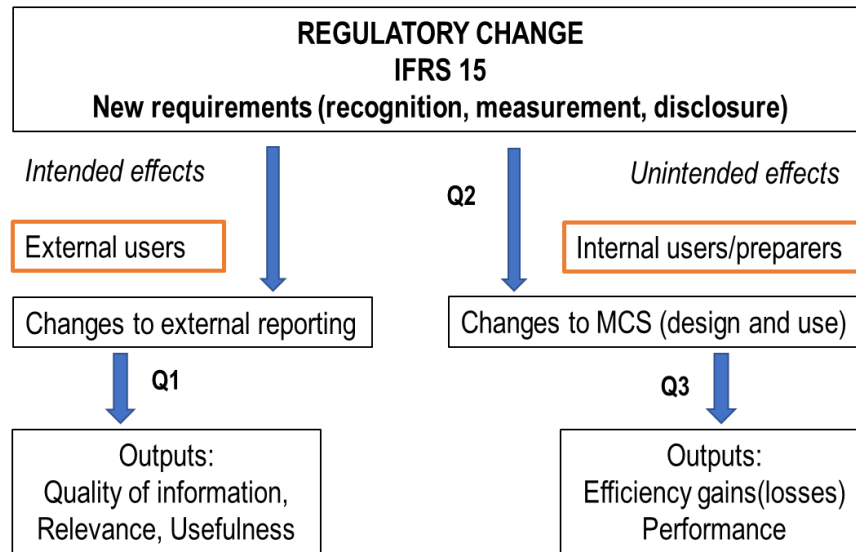 REGULATORY CHANGE
IFRS 15
New requirements (recognition, measurement, disclosure)
Intended effects
Unintended effects
Q2
External users
Internal users/preparers
Changes to external reporting
Changes to MCS (design and use)
Q1
Q3
Outputs:
Quality of information,
Relevance, Usefulness
Outputs:
Efficiency gains(losses)
Performance